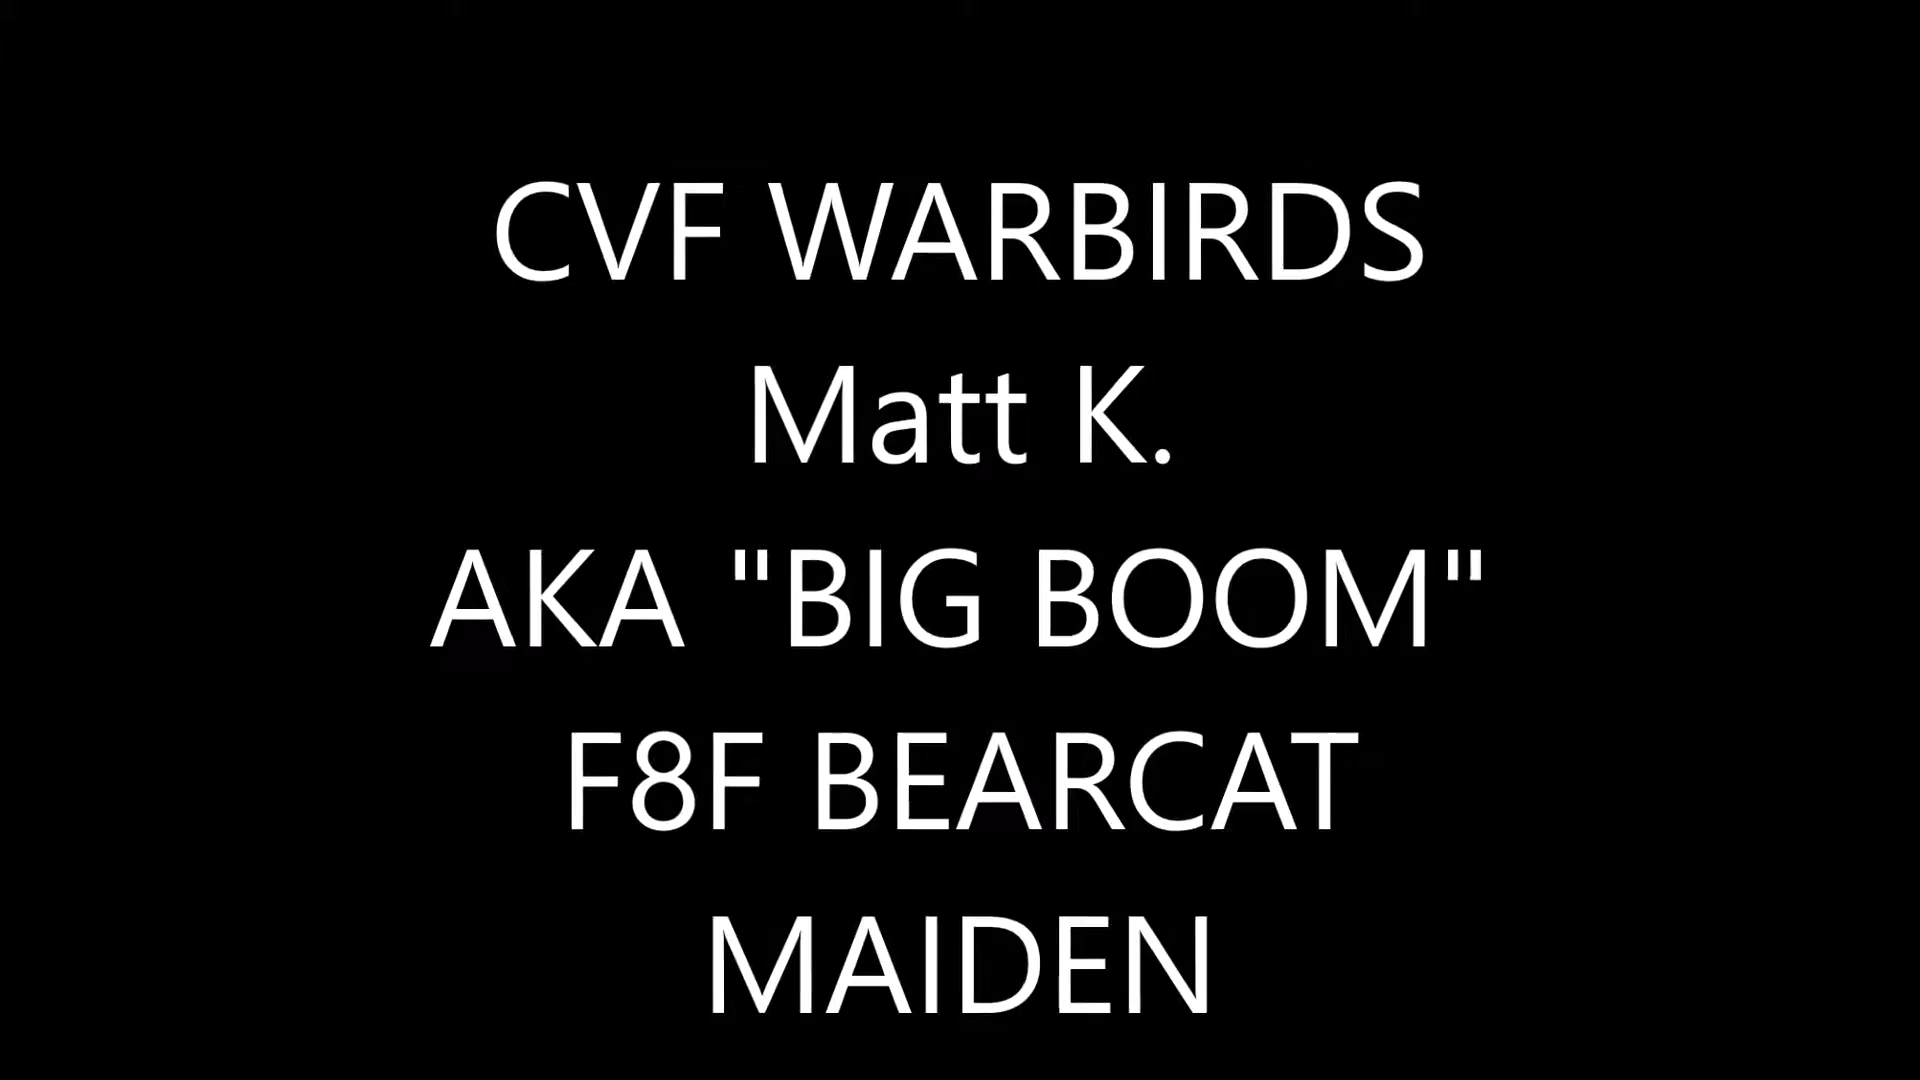 CVF WARBIRDS
Matt K.
AKA "BIG BOOM"
F8F BEARCAT
MAIDEN